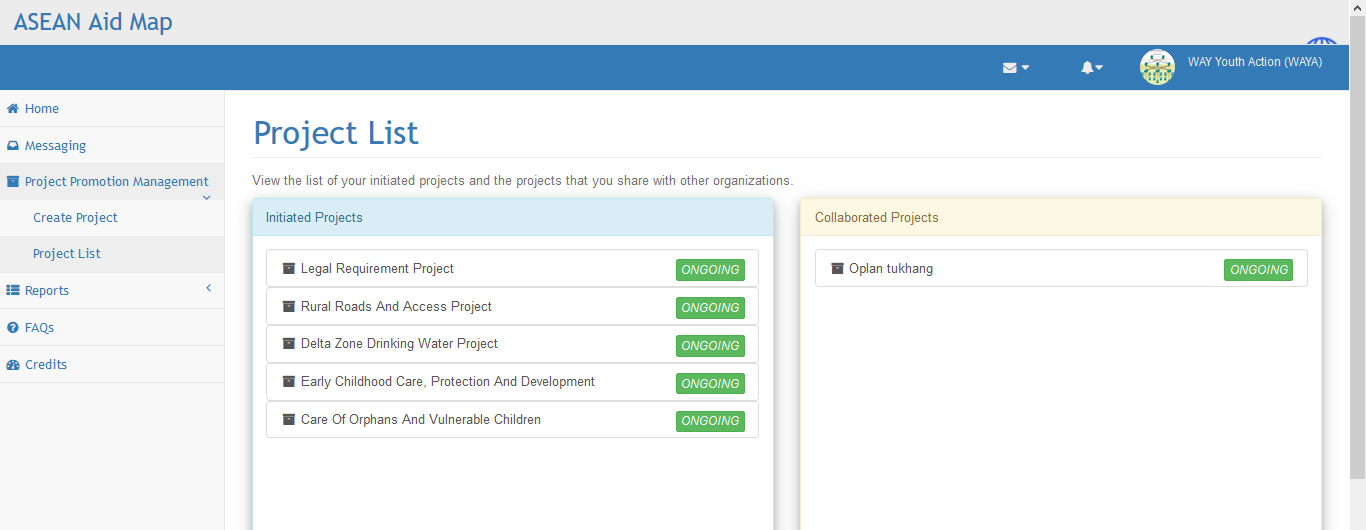 ASEAN Aid Map
WAY Youth Action (WAYA)
Home
Messaging
Project Promotion Management
Create Project
Project List
Reports
FAQs
Credits
Project List
View the list of your initiated projects and the projects that you share with other organizations.
Initiated Projects
Legal Requirement Project ONGOING
Rural Roads And Access Project ONGOING
Delta Zone Drinking Water Project ONGOING
Early Childhood Care, Protection And Development ONGOING
Care Of Orphans And Vulnerable Children ONGOING
Collaborated Projects
Oplan tukhang ONGOING